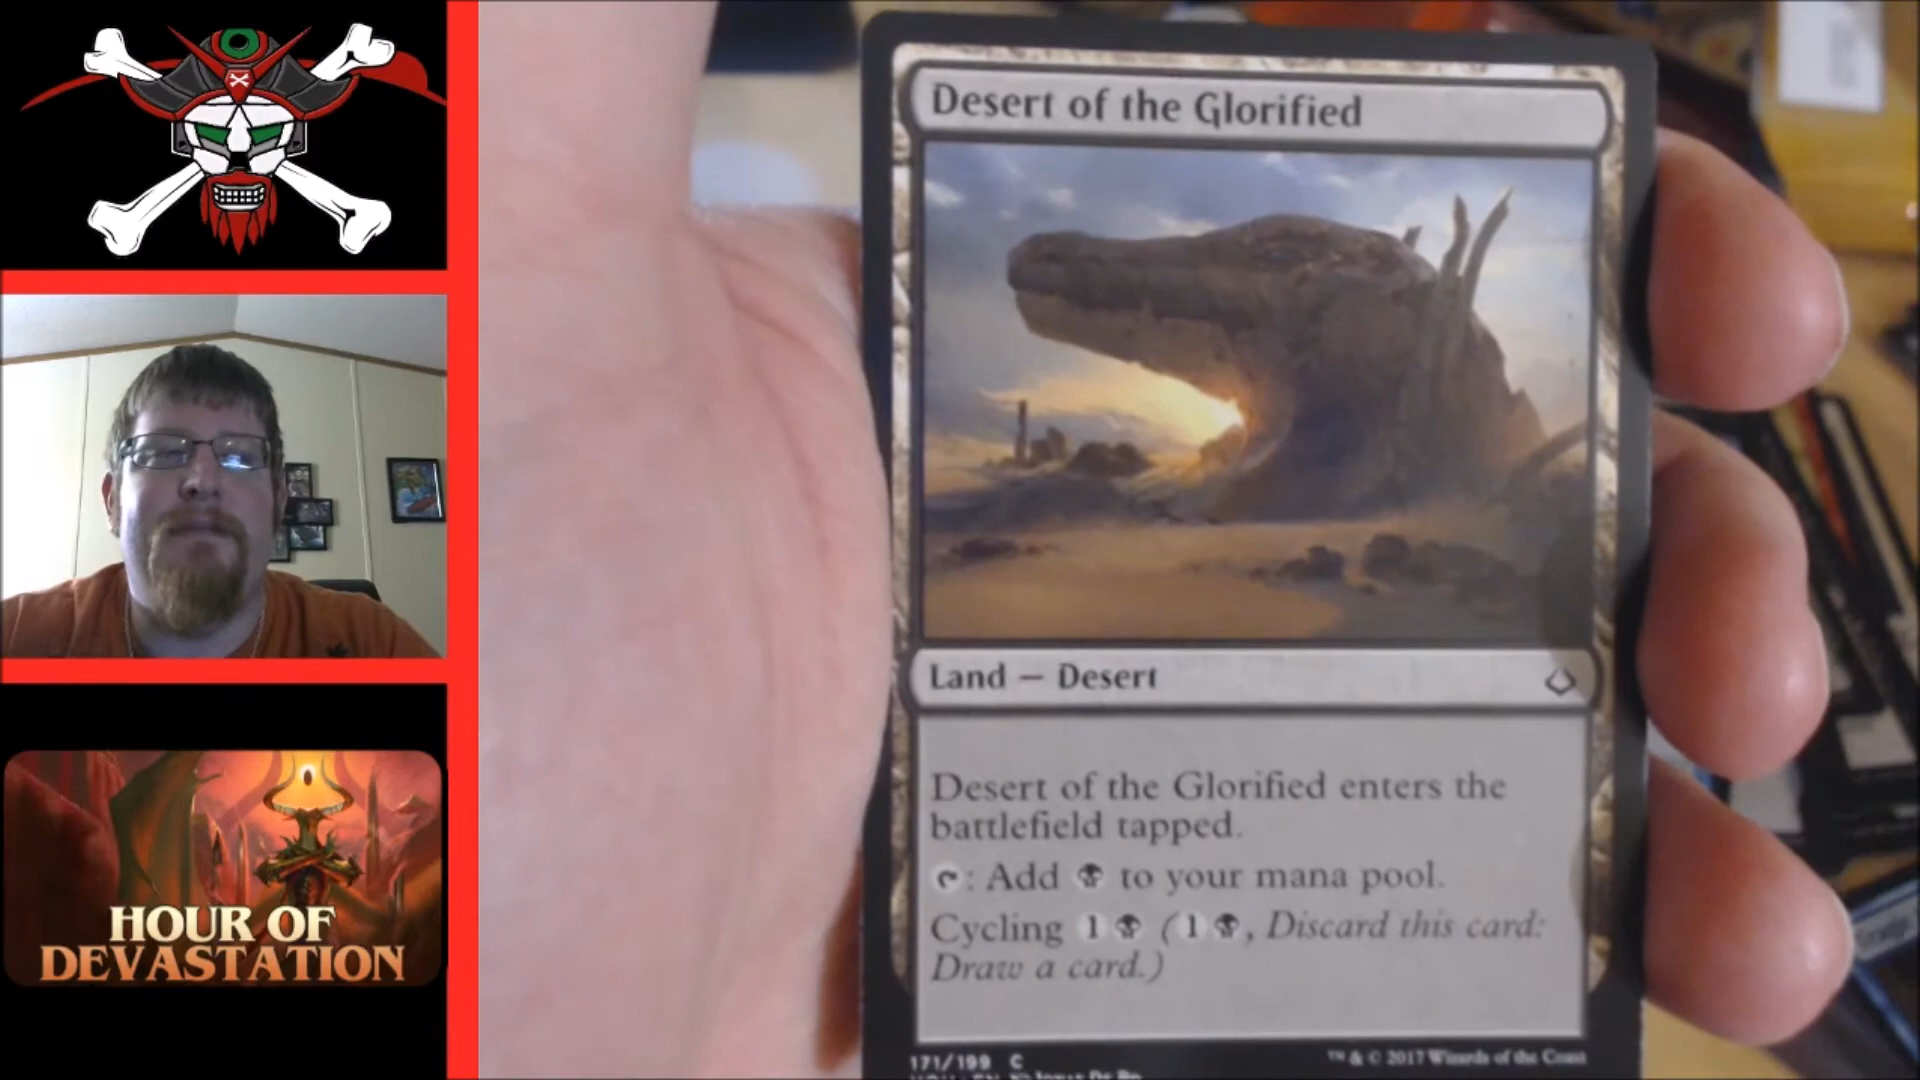 Desert of the Glorified
Land — Desert
Desert of the Glorified enters the
battlefield tapped.
: Add to your mana pool.
Cycling 1 (1 , Discard this card:
Draw a card.)
171/199 C
™ & © 2017 Wizards of the Coast
HOUR OF
DEVASTATION